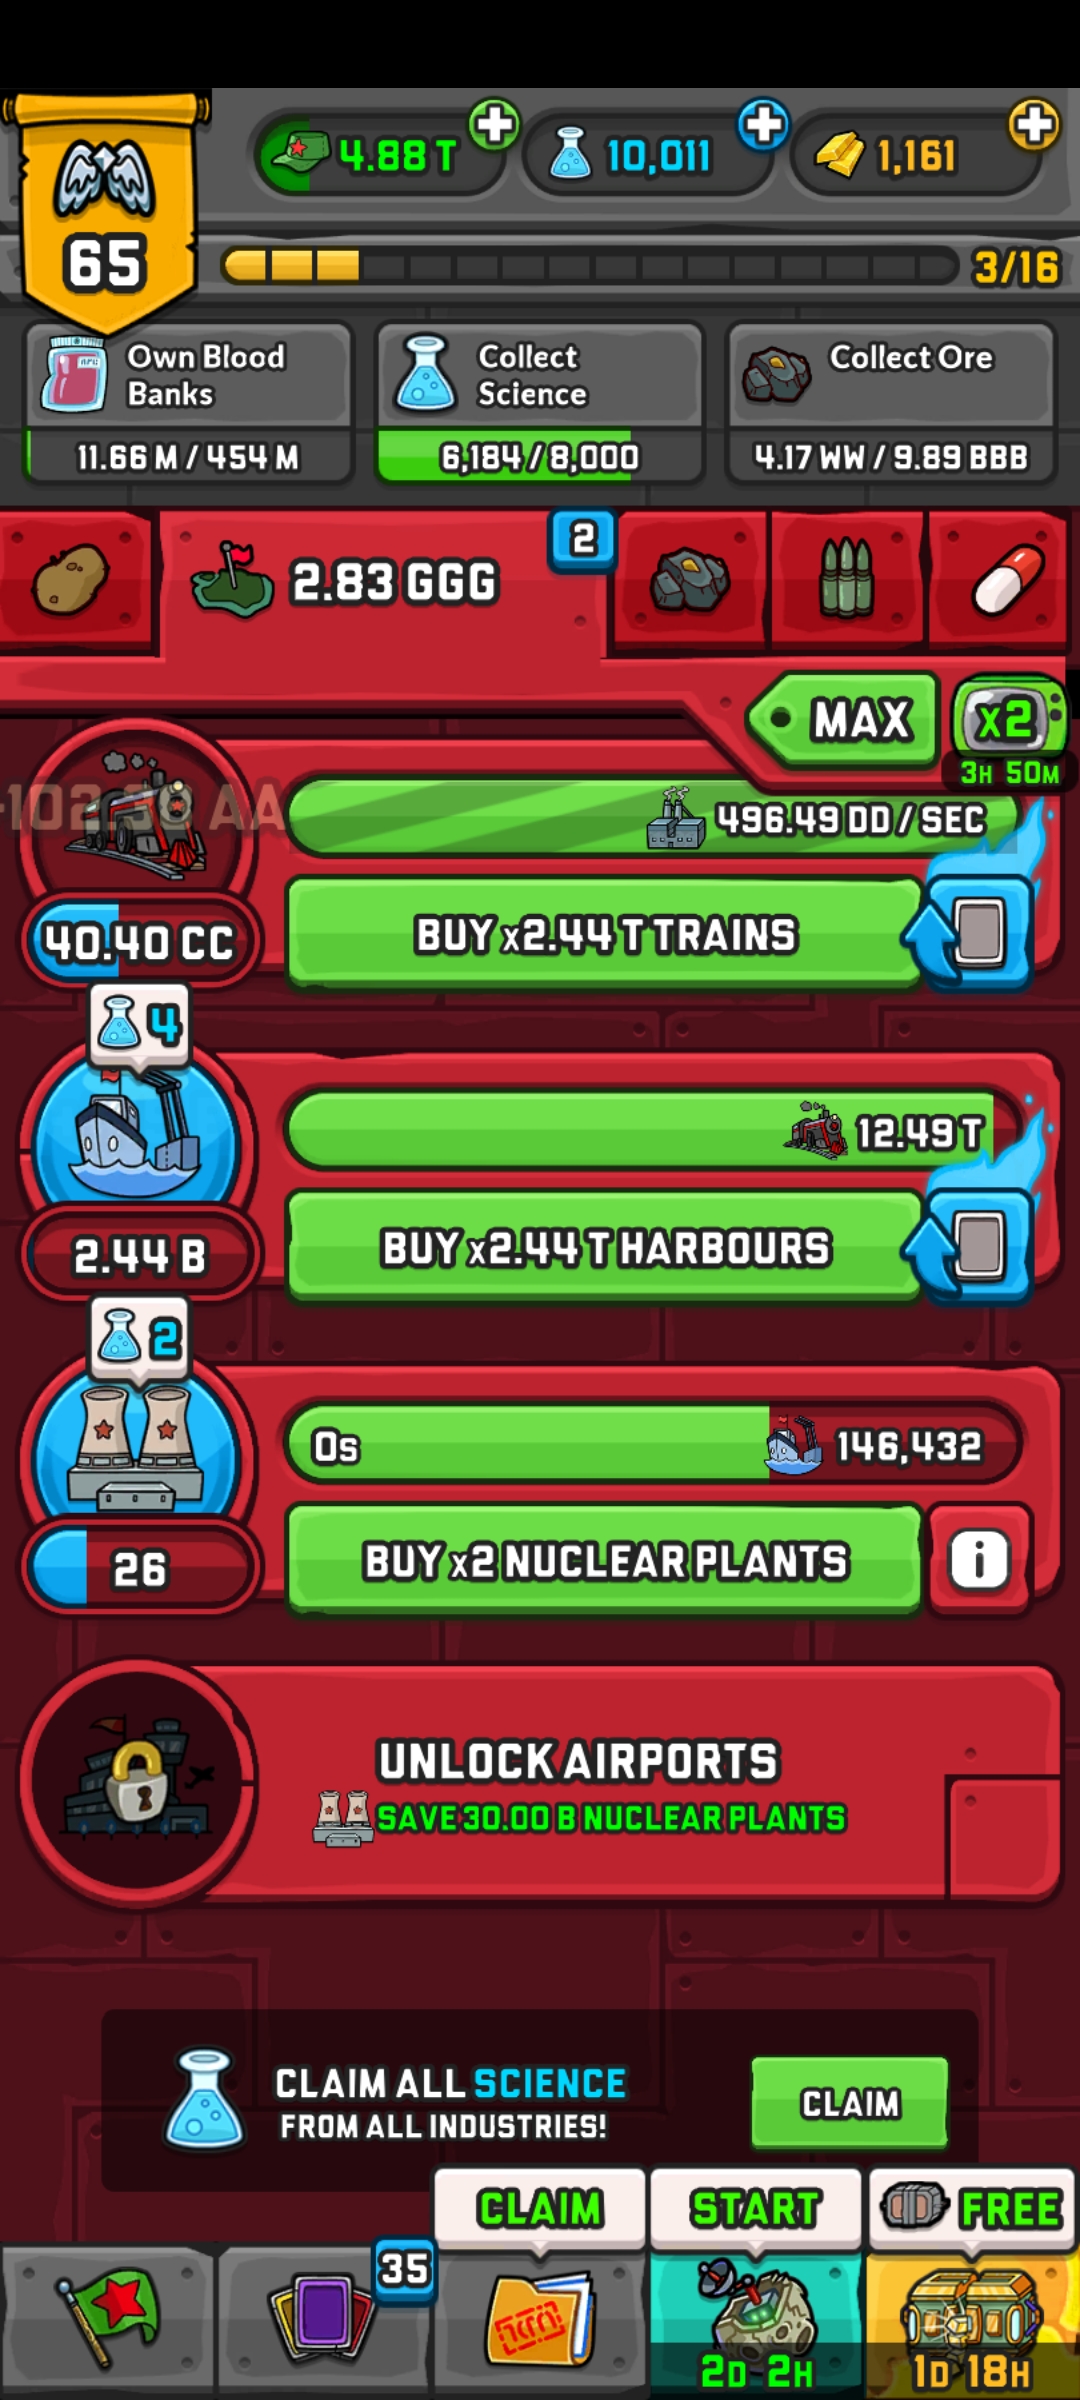 4.88 T
10,011
1,161
65
3/16
Own Blood
Banks
11.66 M / 454 M
Collect
Science
6,184 / 8,000
Collect Ore
4.17 WW / 9.89 BBB
2.83 GGG
2
MAX
x2
3H 50M
496.49 DD / SEC
40.40 CC
BUY x2.44 T TRAINS
4
12.49 T
2.44 B
BUY x2.44 T HARBOURS
2
0s
146,432
26
BUY x2 NUCLEAR PLANTS
i
UNLOCK AIRPORTS
SAVE 30.00 B NUCLEAR PLANTS
CLAIM ALL SCIENCE
FROM ALL INDUSTRIES!
CLAIM
CLAIM
START
FREE
35
2D 2H
1D 18H